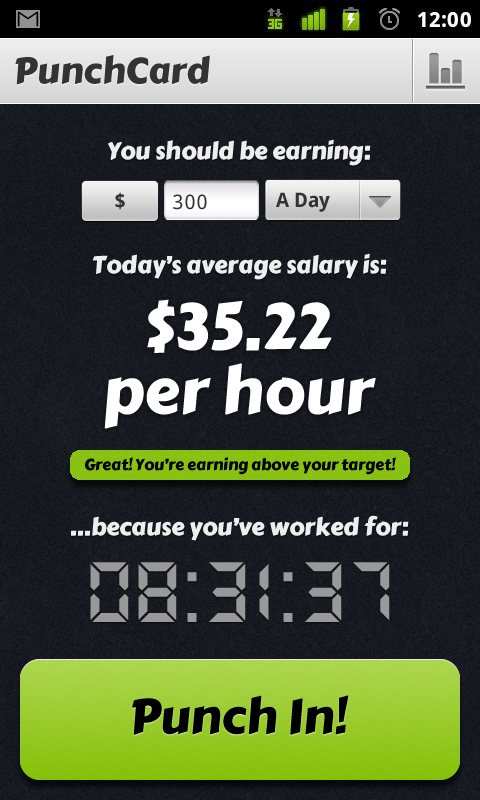 3G
12:00
PunchCard
You should be earning:
$ 300 A Day
Today's average salary is:
$35.22
per hour
Great! You're earning above your target!
...because you've worked for:
08:31:37
Punch In!